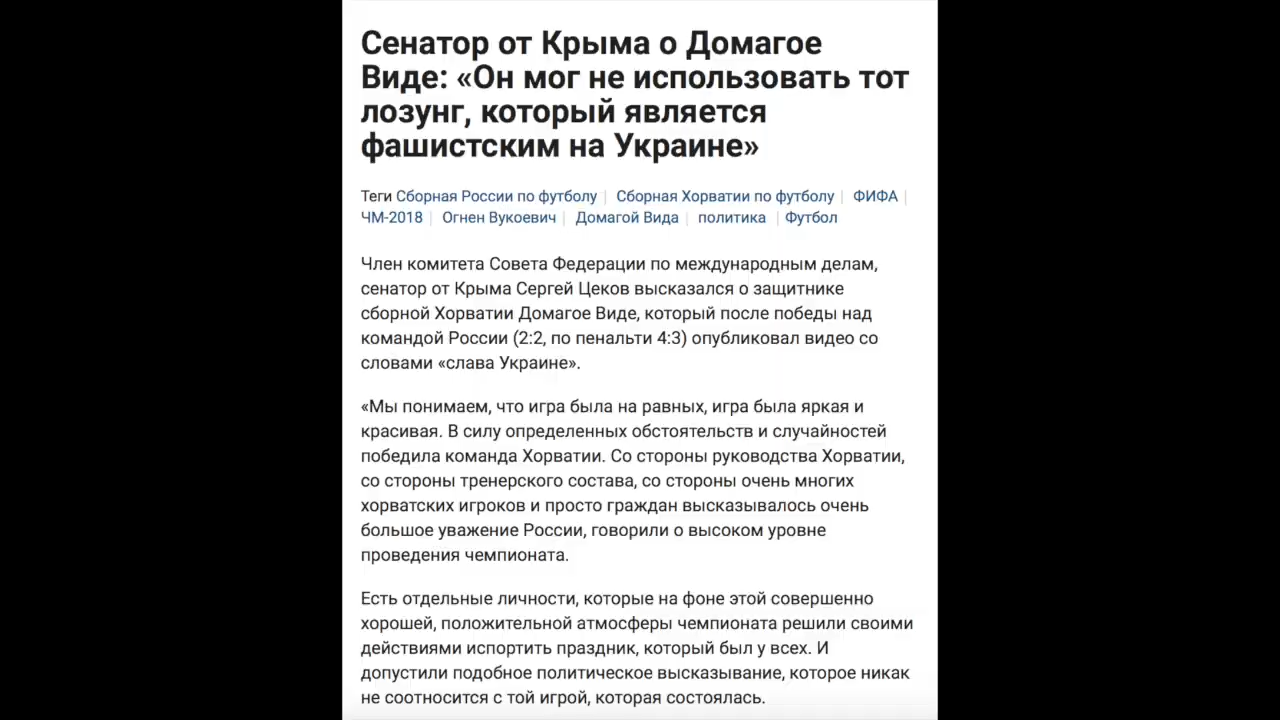 Сенатор от Крыма о Домагое
Виде: «Он мог не использовать тот
лозунг, который является
фашистским на Украине»
Теги Сборная России по футболу | Сборная Хорватии по футболу | ФИФА |
ЧМ-2018 | Огнен Вукоевич | Домагой Вида | политика | Футбол
Член комитета Совета Федерации по международным делам,
сенатор от Крыма Сергей Цеков высказался о защитнике
сборной Хорватии Домагое Виде, который после победы над
командой России (2:2, по пенальти 4:3) опубликовал видео со
словами «слава Украине».
«Мы понимаем, что игра была на равных, игра была яркая и
красивая. В силу определенных обстоятельств и случайностей
победила команда Хорватии. Со стороны руководства Хорватии,
со стороны тренерского состава, со стороны очень многих
хорватских игроков и просто граждан высказывалось очень
большое уважение России, говорили о высоком уровне
проведения чемпионата.
Есть отдельные личности, которые на фоне этой совершенно
хорошей, положительной атмосферы чемпионата решили своими
действиями испортить праздник, который был у всех. И
допустили подобное политическое высказывание, которое никак
не соотносится с той игрой, которая состоялась.